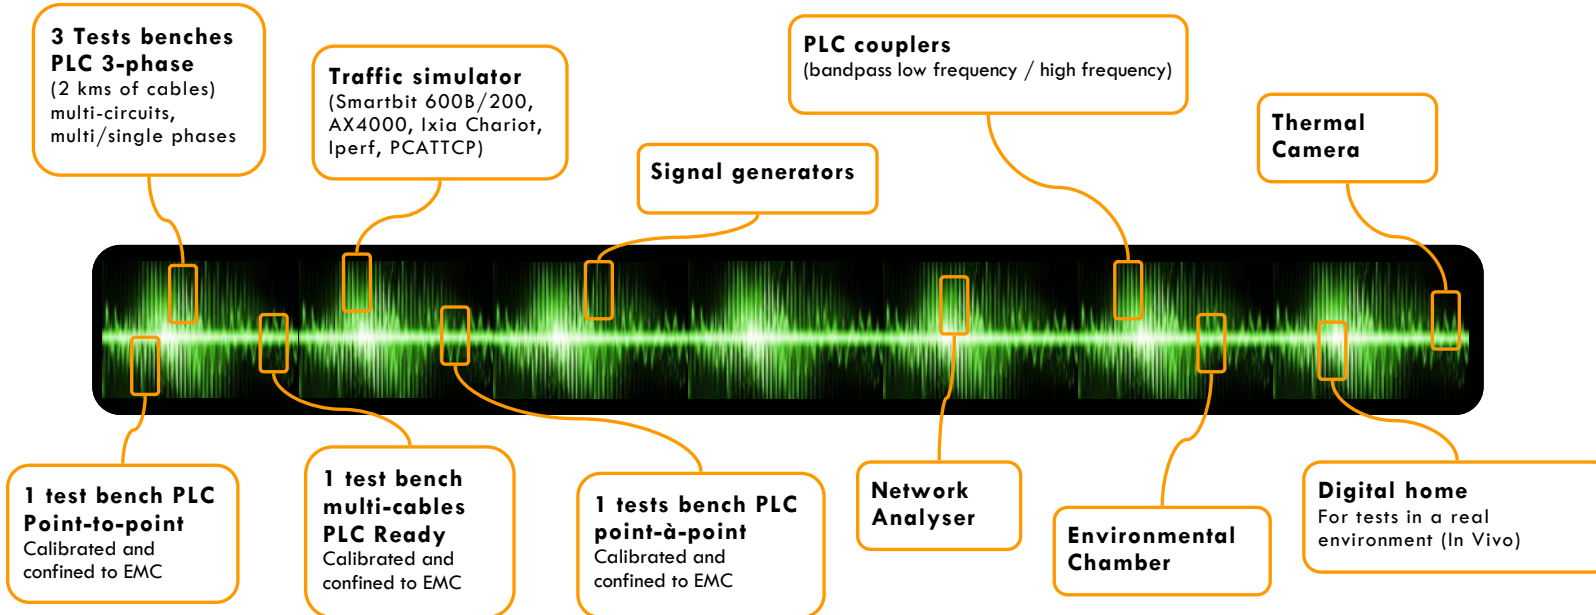 3 Tests benches
PLC 3-phase
(2 kms of cables)
multi-circuits,
multi/single phases
Traffic simulator
(Smartbit 600B/200,
AX4000, Ixia Chariot,
Iperf, PCATTCP)
Signal generators
PLC couplers
(bandpass low frequency / high frequency)
Thermal
Camera
1 test bench PLC
Point-to-point
Calibrated and
confined to EMC
1 test bench
multi-cables
PLC Ready
Calibrated and
confined to EMC
1 tests bench PLC
point-à-point
Calibrated and
confined to EMC
Network
Analyser
Environmental
Chamber
Digital home
For tests in a real
environment (In Vivo)